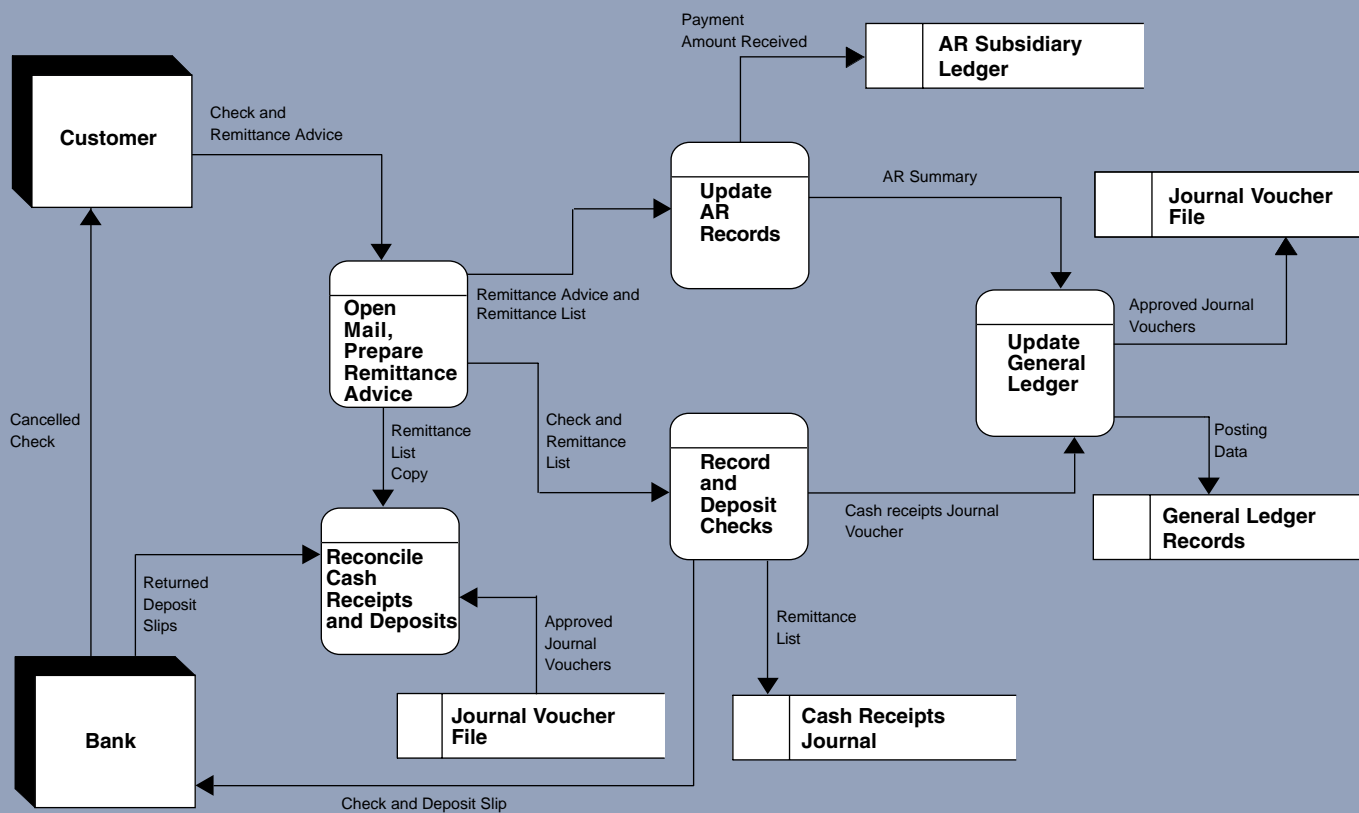 Payment
Amount Received
AR Subsidiary
Ledger
Customer
Check and
Remittance Advice
Update
AR
Records
AR Summary
Journal Voucher
File
Open
Mail,
Prepare
Remittance
Advice
Remittance Advice and
Remittance List
Update
General
Ledger
Approved Journal
Vouchers
Cancelled
Check
Remittance
List
Copy
Check and
Remittance
List
Record
and
Deposit
Checks
Cash receipts Journal
Voucher
Posting
Data
General Ledger
Records
Reconcile
Cash
Receipts
and Deposits
Returned
Deposit
Slips
Approved
Journal
Vouchers
Remittance
List
Bank
Journal Voucher
File
Cash Receipts
Journal
Check and Deposit Slip